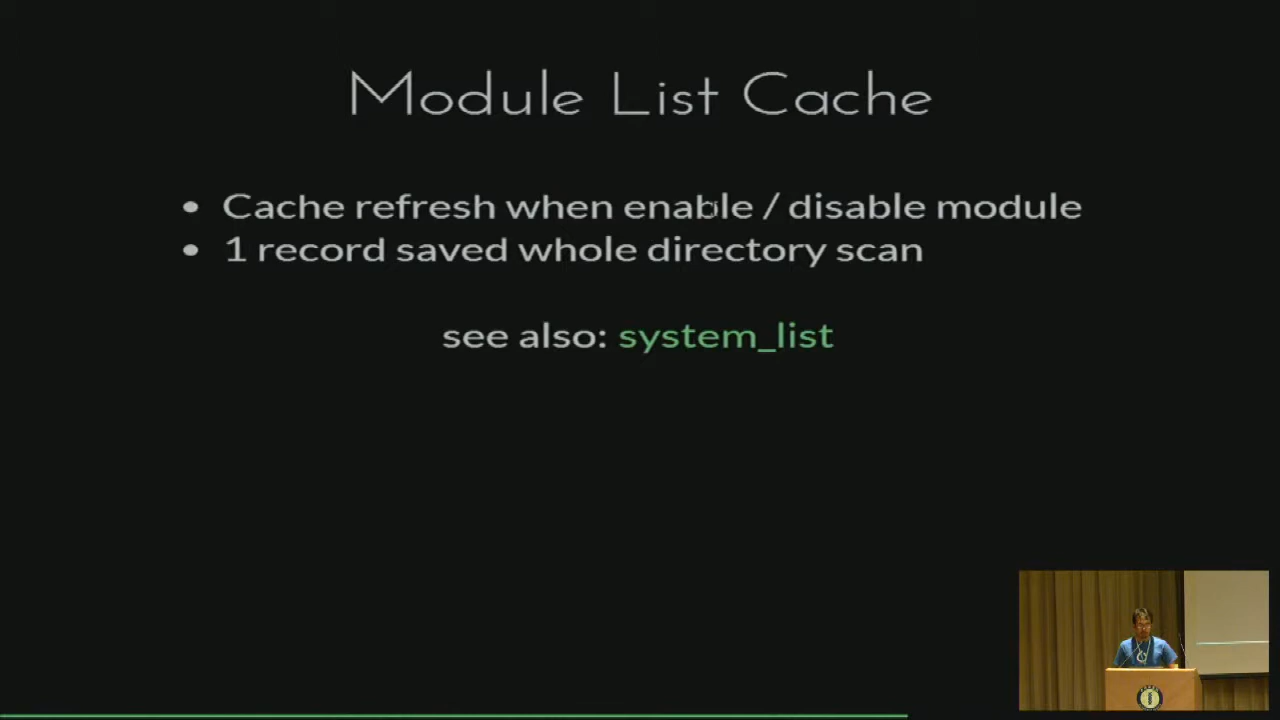 Module List Cache
• Cache refresh when enable / disable module
• 1 record saved whole directory scan
see also: system_list